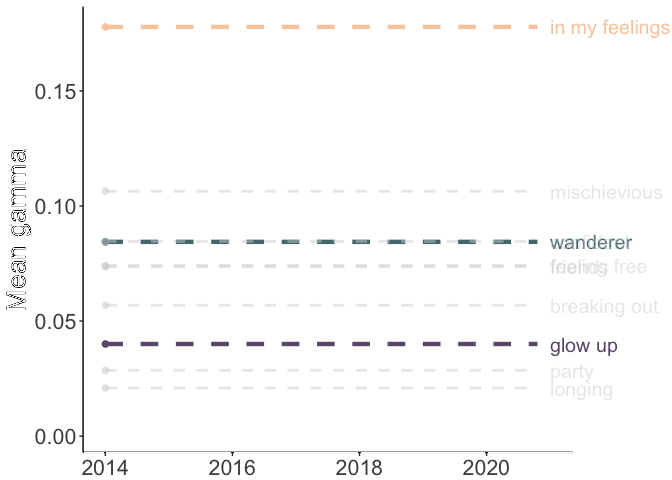 in my feelings
0.15
mischievious
0.10
wanderer
feeling free
breaking out
0.05
glow up
party
longing
0.00
2014 2016 2018 2020
Mean gamma